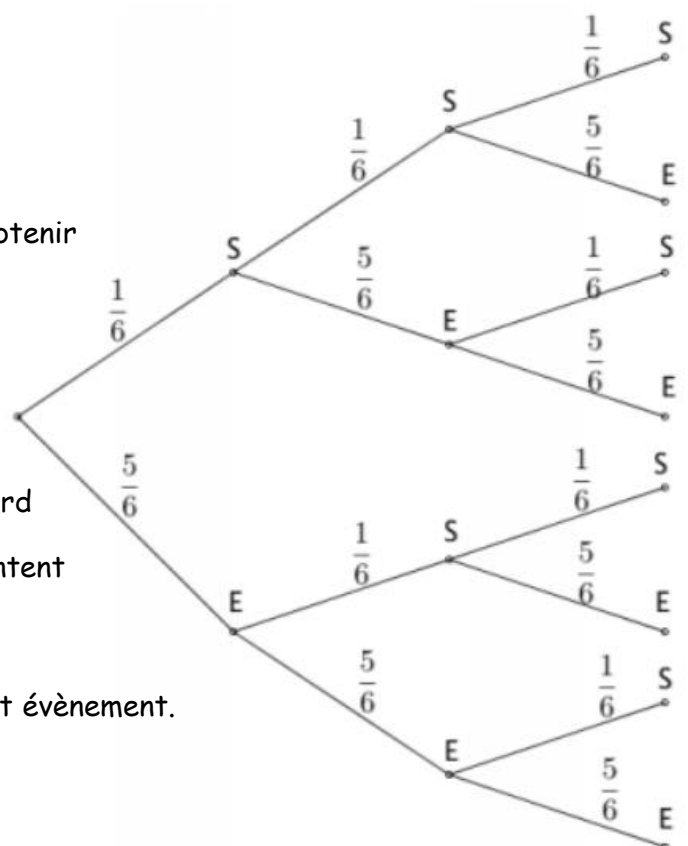 1/6 S
S
1/6 5/6
E
otenir
S 1/6 S
1/6 5/6
E 5/6
E
5/6 1/6 S
rd
1/6 S 5/6
ntent
E E
5/6 1/6 S
t évènement.
E 5/6
E